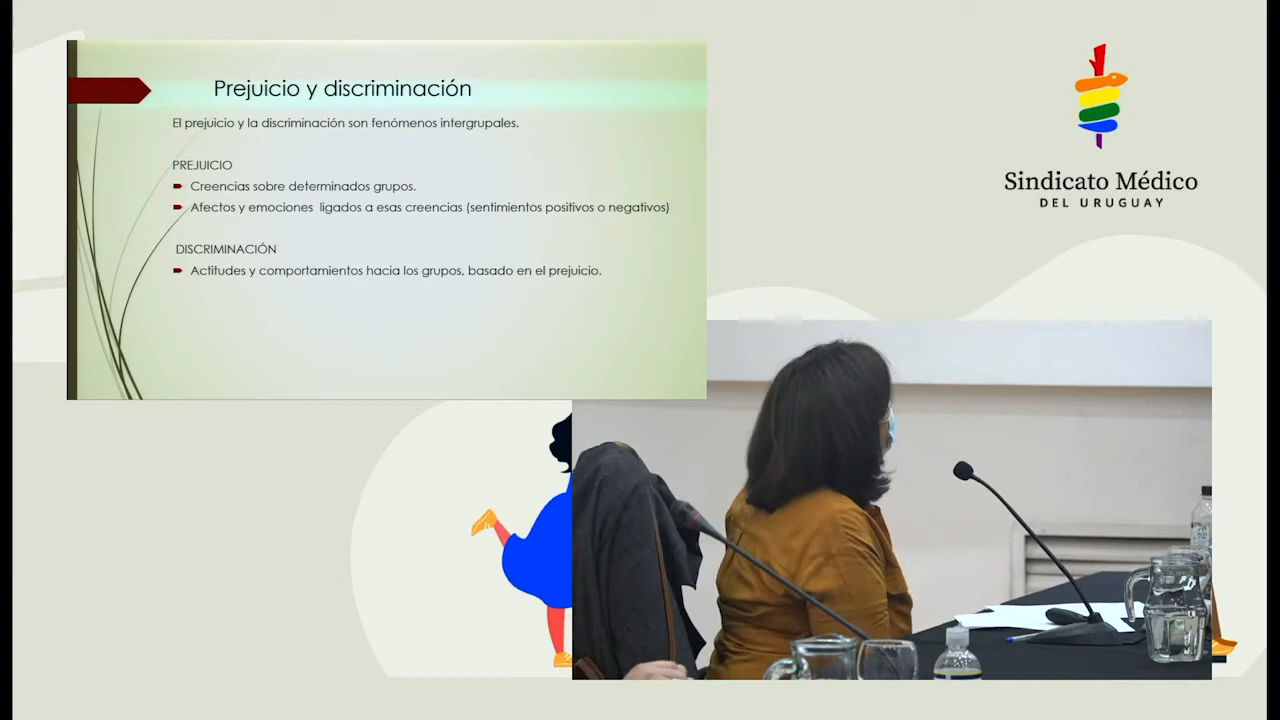 Prejuicio y discriminación
El prejuicio y la discriminación son fenómenos intergrupales.
PREJUICIO
Creencias sobre determinados grupos.
Afectos y emociones ligados a esas creencias (sentimientos positivos o negativos)
DISCRIMINACIÓN
Actitudes y comportamientos hacia los grupos, basado en el prejuicio.
Sindicato Médico
DEL URUGUAY